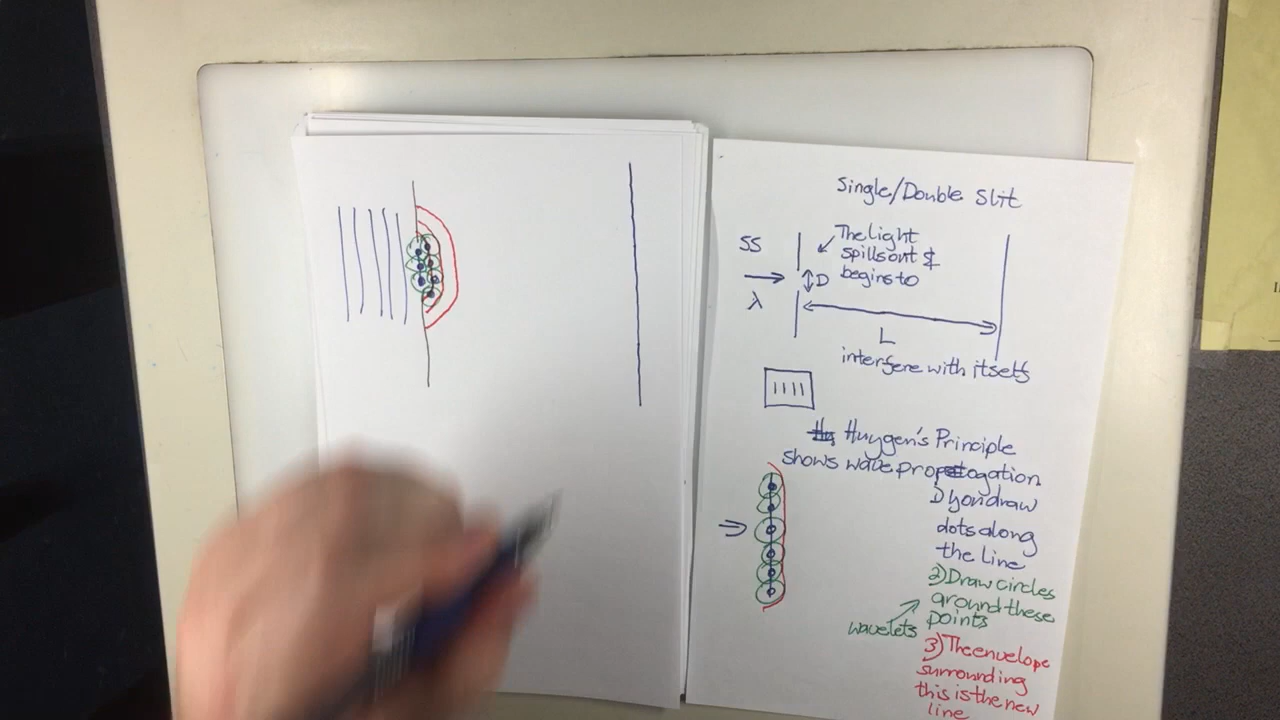 Single/Double Slit
SS
The light
spills out &
begins to
D
λ
L
interfere with itself
Huygen's Principle
shows wave propogation
1) you draw
dots along
the line
2) Draw circles
around these
points
wavelets
3) The envelope
surrounding
this is the new
line